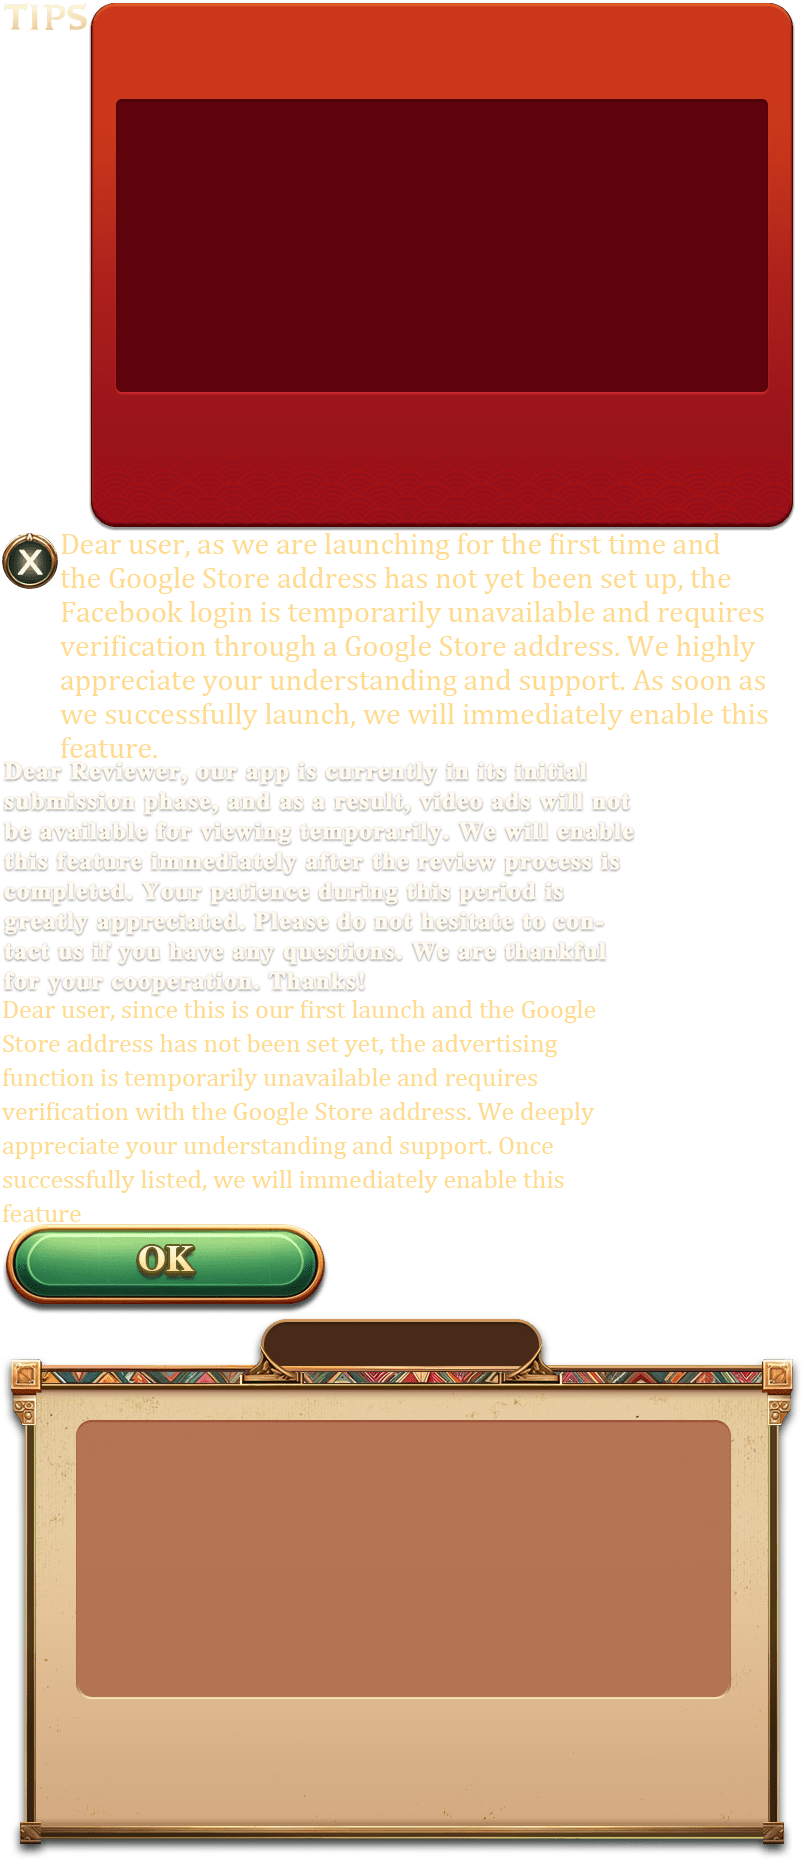 TIPS
X
Dear user, as we are launching for the first time and
the Google Store address has not yet been set up, the
Facebook login is temporarily unavailable and requires
verification through a Google Store address. We highly
appreciate your understanding and support. As soon as
we successfully launch, we will immediately enable this
feature.
Dear Reviewer, our app is currently in its initial
submission phase, and as a result, video ads will not
be available for viewing temporarily. We will enable
this feature immediately after the review process is
completed. Your patience during this period is
greatly appreciated. Please do not hesitate to con-
tact us if you have any questions. We are thankful
for your cooperation. Thanks!
Dear user, since this is our first launch and the Google
Store address has not been set yet, the advertising
function is temporarily unavailable and requires
verification with the Google Store address. We deeply
appreciate your understanding and support. Once
successfully listed, we will immediately enable this
feature
OK